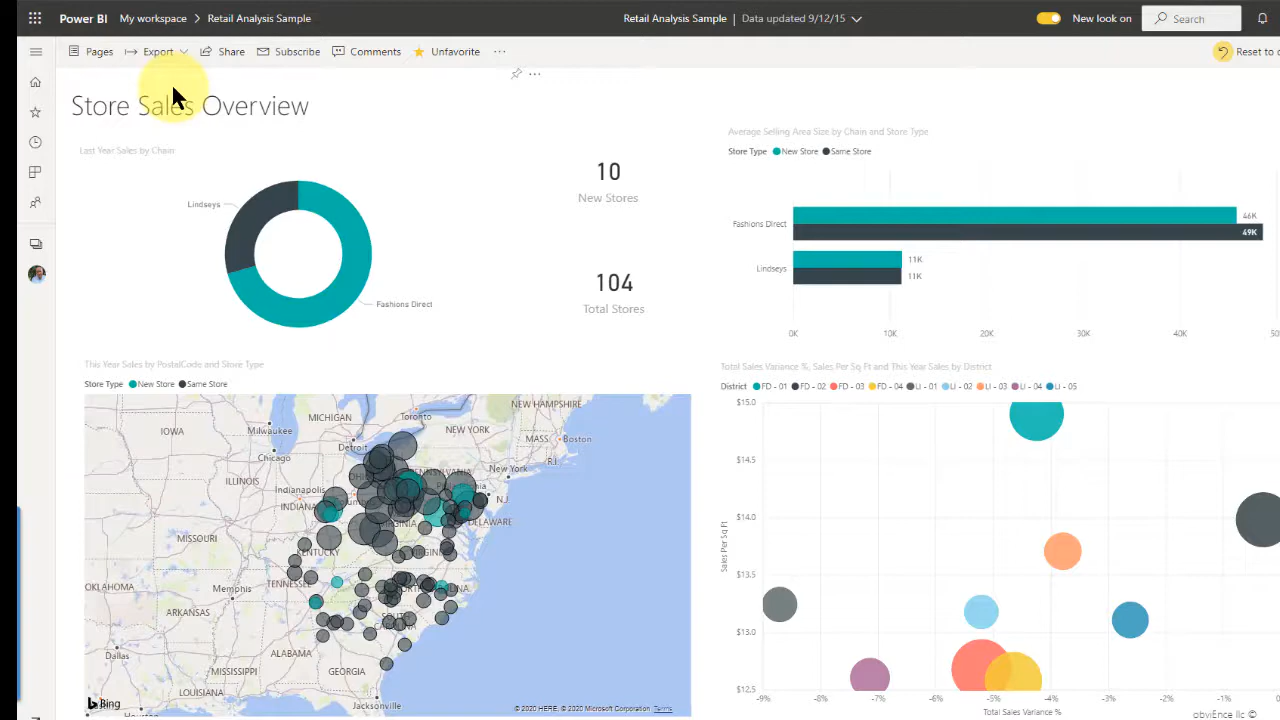 Power BI My workspace > Retail Analysis Sample
Retail Analysis Sample | Data updated 9/12/15
New look on
Search
Pages
Export
Share
Subscribe
Comments
Unfavorite
Reset to
Store Sales Overview
Last Year Sales by Chain
Lindseys
Fashions Direct
10
New Stores
104
Total Stores
Average Selling Area Size by Chain and Store Type
Store Type New Store Same Store
Fashions Direct
46K
49K
Lindseys
11K
11K
0K 10K 20K 30K 40K
This Year Sales by PostalCode and Store Type
Store Type New Store Same Store
NEW HAMPSHIRE
MICHIGAN
Toronto
IOWA
Milwaukee
NEW YORK
MASS
Boston
Detroit
Chicago
R.I
New York
PENNSYLVANIA
ILLINOIS
Indianapolis
N.J
INDIANA
DELAWARE
MISSOURI
KENTUCKY
TENNESSEE
OKLAHOMA
Memphis
ARKANSAS
ALABAMA
Dallas
MISSISSIPPI
GEORGIA
LOUISIANA
Jacksonville
Bing
© 2020 HERE, © 2020 Microsoft Corporation Terms
Total Sales Variance %, Sales Per Sq Ft and This Year Sales by District
District FD - 01 FD - 02 FD - 03 FD - 04 LI - 01 LI - 02 LI - 03 LI - 04 LI - 05
$15.0
$14.5
$14.0
$13.5
$13.0
$12.5
Sales Per Sq Ft
-9% -8% -7% -6% -5% -4% -3% -2% -1%
Total Sales Variance %
obviEnce llc ©